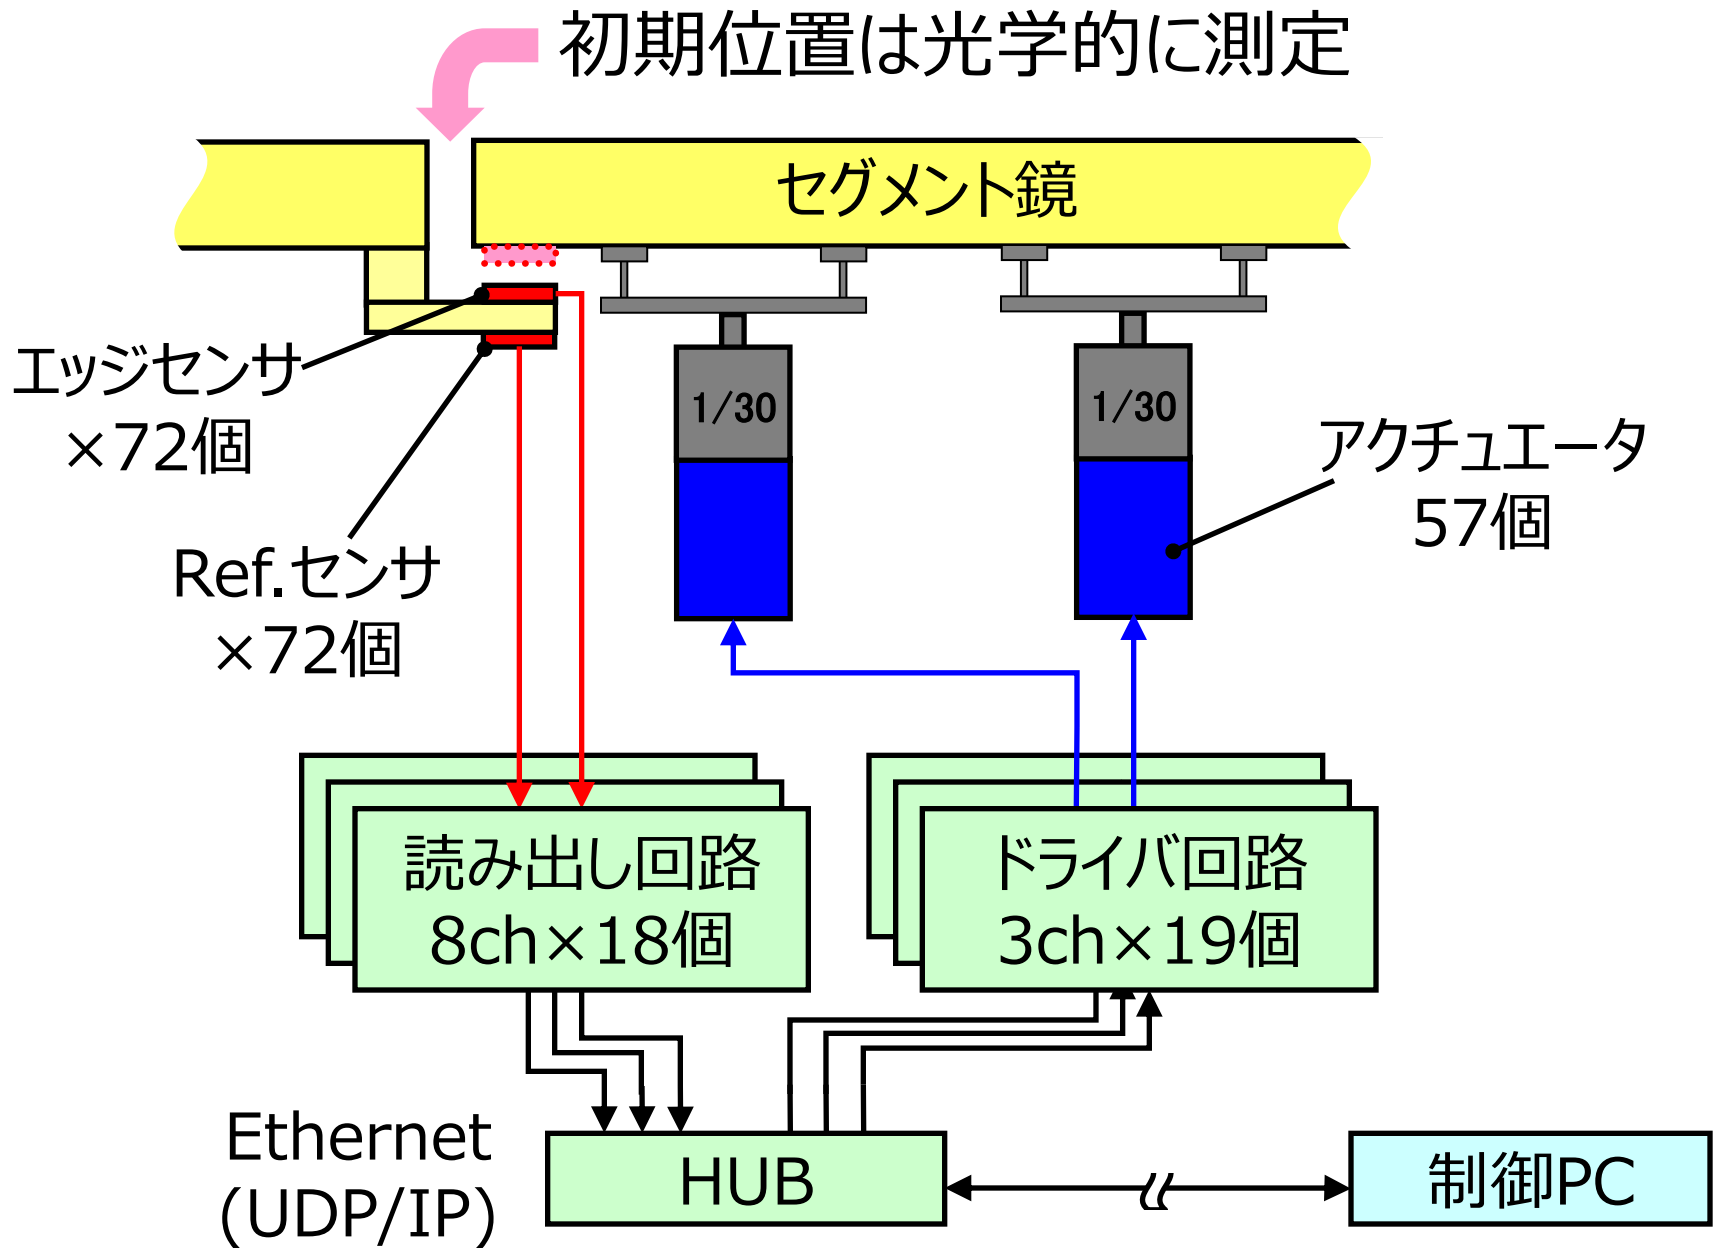 初期位置は光学的に測定
セグメント鏡
エッジセンサ
×72個
1/30
1/30
アクチュエータ
57個
Ref.センサ
×72個
読み出し回路
8ch×18個
ドライバ回路
3ch×19個
Ethernet
(UDP/IP)
HUB
制御PC